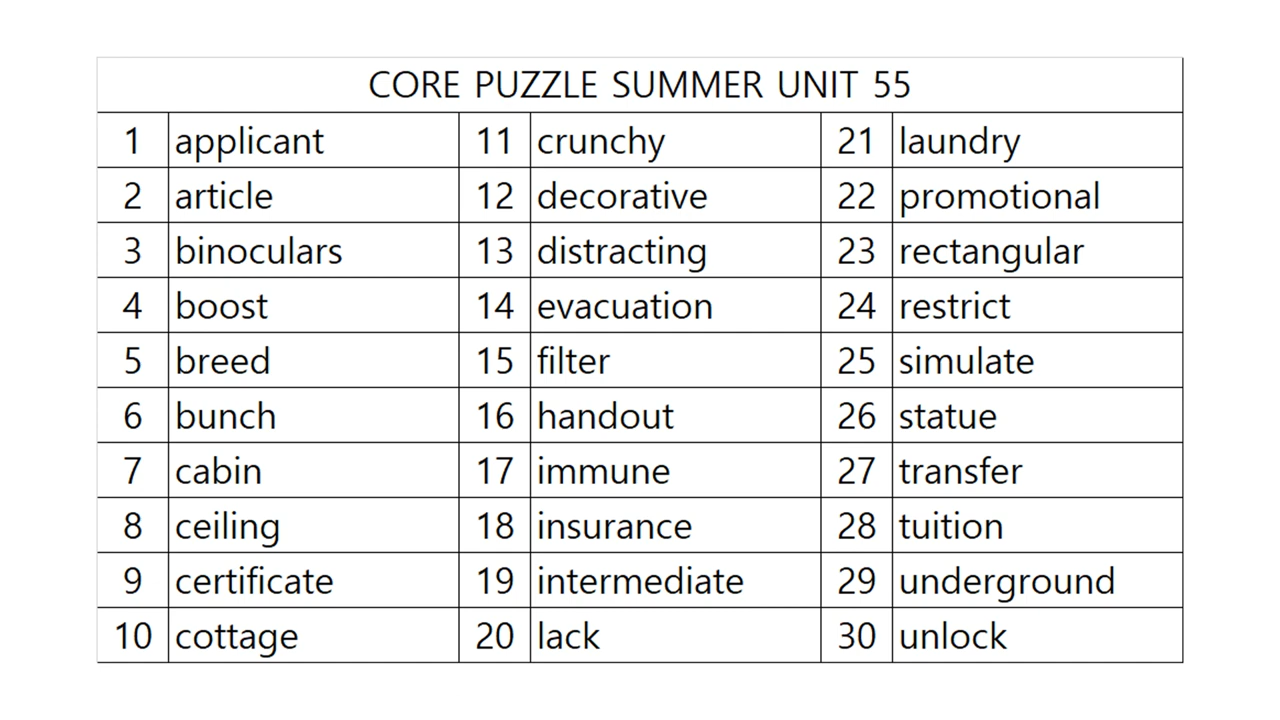 CORE PUZZLE SUMMER UNIT 55
1 applicant 11 crunchy 21 laundry
2 article 12 decorative 22 promotional
3 binoculars 13 distracting 23 rectangular
4 boost 14 evacuation 24 restrict
5 breed 15 filter 25 simulate
6 bunch 16 handout 26 statue
7 cabin 17 immune 27 transfer
8 ceiling 18 insurance 28 tuition
9 certificate 19 intermediate 29 underground
10 cottage 20 lack 30 unlock